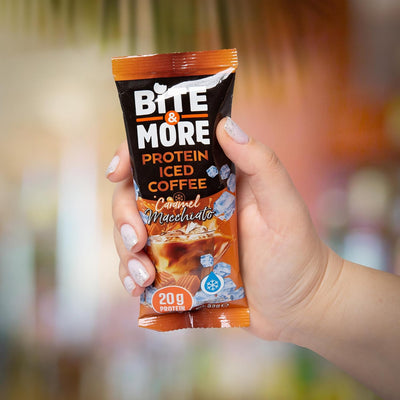 BITE
&
MORE
PROTEIN
ICED
COFFEE
Caramel
Macchiato
20g
PROTEIN